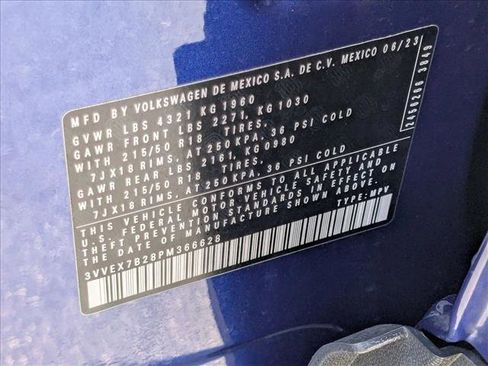 MFD BY VOLKSWAGEN DE MEXICO S.A. DE C.V. MEXICO 06/23
GVWR LBS 4321 KG1960
GAWR FRONT LBS 2271, KG1030
WITH 215/50 R18 TIRES,
7JX18 RIMS, AT 250KPA, 36 PSI COLD
GAWR REAR LBS 2161, KG0980
WITH 215/50 R18 TIRES,
7JX18 RIMS, AT 250KPA, 36 PSI COLD
THIS VEHICLE CONFORMS TO ALL APPLICABLE
U.S. FEDERAL MOTOR VEHICLE SAFETY AND
THEFT PREVENTION STANDARDS IN EFFECT ON
THE DATE OF MANUFACTURE SHOWN ABOVE.
3VVEX7B28PM366628
TYPE: MPV